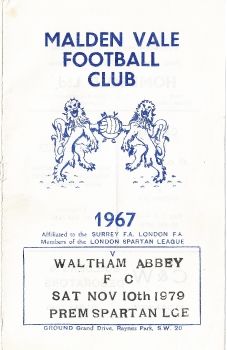 MALDEN VALE
FOOTBALL
CLUB
1967
Affiliated to the SURREY F.A. LONDON F.A.
Members of the LONDON SPARTAN LEAGUE
V
WALTHAM ABBEY
F C
SAT NOV 10TH 1979
PREM SPARTAN LGE
GROUND Grand Drive, Raynes Park, S.W. 20